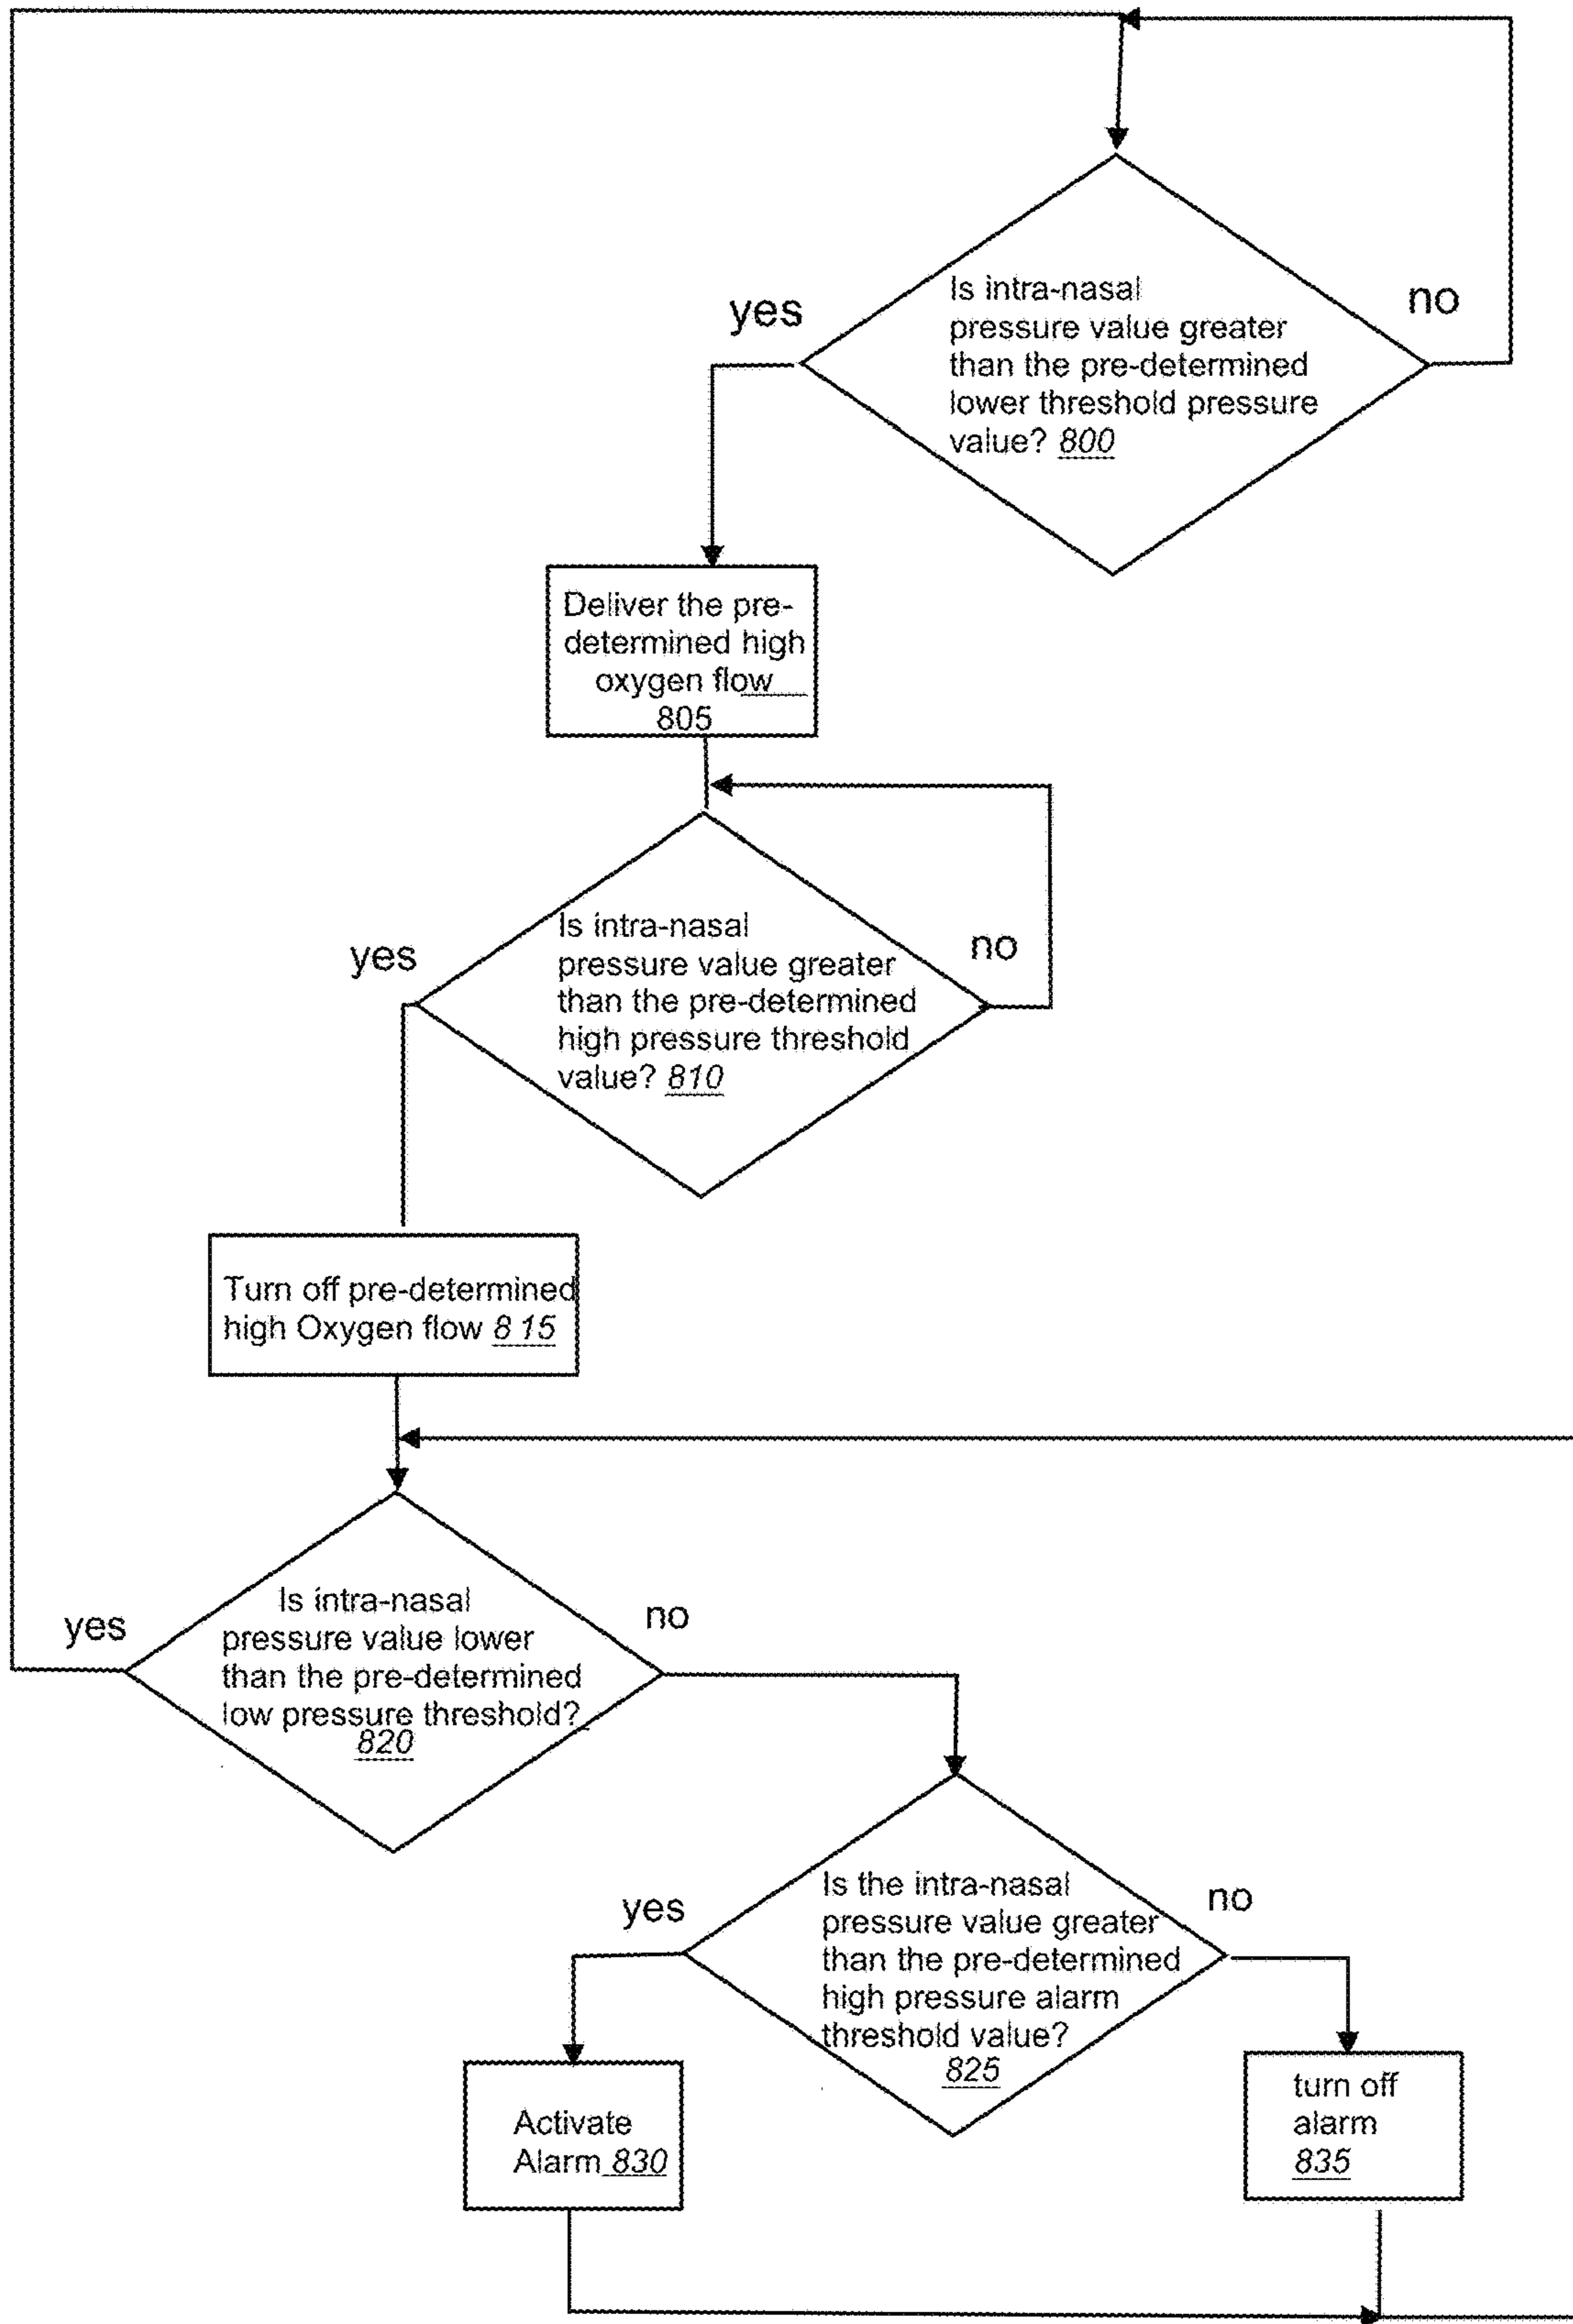 yes
no
Is intra-nasal
pressure value greater
than the pre-determined
lower threshold pressure
value? 800
Deliver the pre-
determined high
oxygen flow
805
yes
no
Is intra-nasal
pressure value greater
than the pre-determined
high pressure threshold
value? 810
Turn off pre-determined
high Oxygen flow 8 15
yes
no
Is intra-nasal
pressure value lower
than the pre-determined
low pressure threshold?
820
yes
no
Is the intra-nasal
pressure value greater
than the pre-determined
high pressure alarm
threshold value?
825
Activate
Alarm 830
turn off
alarm
835